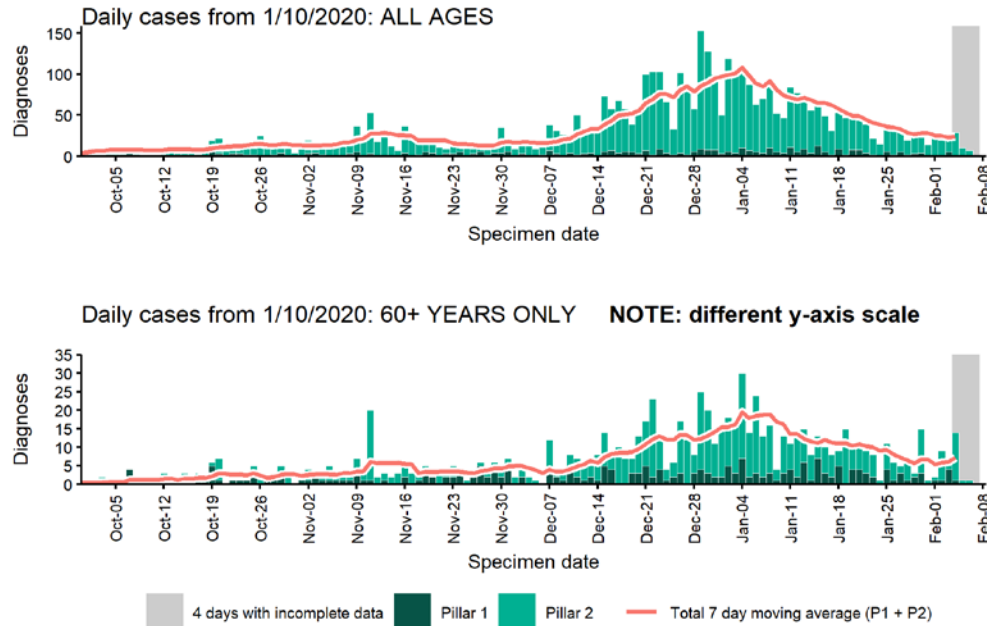 Daily cases from 1/10/2020: ALL AGES
150
100
50
0
Diagnoses
Oct-05 Oct-12 Oct-19 Oct-26 Nov-02 Nov-09 Nov-16 Nov-23 Nov-30 Dec-07 Dec-14 Dec-21 Dec-28 Jan-04 Jan-11 Jan-18 Jan-25 Feb-01 Feb-08
Specimen date
Daily cases from 1/10/2020: 60+ YEARS ONLY NOTE: different y-axis scale
35
30
25
20
15
10
5
0
Diagnoses
Oct-05 Oct-12 Oct-19 Oct-26 Nov-02 Nov-09 Nov-16 Nov-23 Nov-30 Dec-07 Dec-14 Dec-21 Dec-28 Jan-04 Jan-11 Jan-18 Jan-25 Feb-01 Feb-08
Specimen date
4 days with incomplete data Pillar 1 Pillar 2 Total 7 day moving average (P1 + P2)